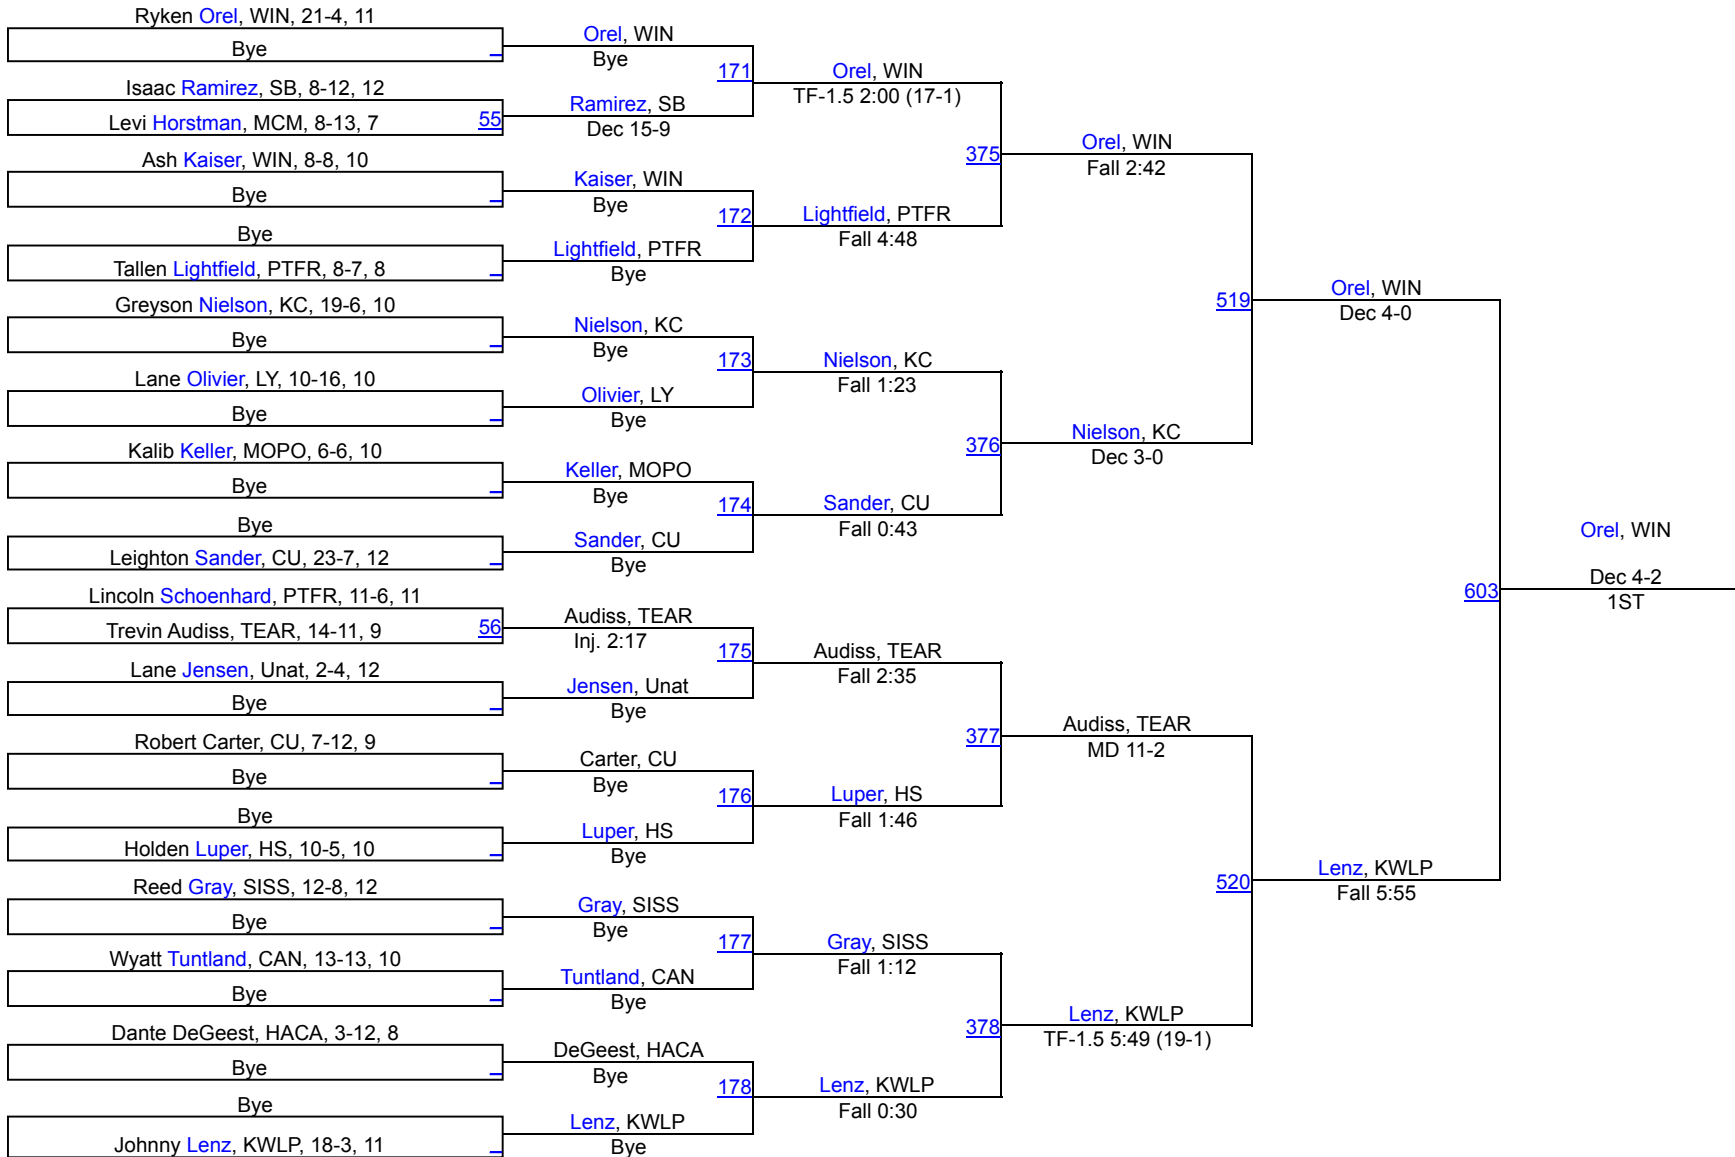 Ryken Orel, WIN, 21-4, 11
Bye
Isaac Ramirez, SB, 8-12, 12
Levi Horstman, MCM, 8-13, 7
55
Ash Kaiser, WIN, 8-8, 10
Bye
Bye
Tallen Lightfield, PTFR, 8-7, 8
Greyson Nielson, KC, 19-6, 10
Bye
Lane Olivier, LY, 10-16, 10
Bye
Kalib Keller, MOPO, 6-6, 10
Bye
Bye
Leighton Sander, CU, 23-7, 12
Lincoln Schoenhard, PTFR, 11-6, 11
Trevin Audiss, TEAR, 14-11, 9
56
Lane Jensen, Unat, 2-4, 12
Bye
Robert Carter, CU, 7-12, 9
Bye
Bye
Holden Luper, HS, 10-5, 10
Reed Gray, SISS, 12-8, 12
Bye
Wyatt Tuntland, CAN, 13-13, 10
Bye
Dante DeGeest, HACA, 3-12, 8
Bye
Bye
Johnny Lenz, KWLP, 18-3, 11
Orel, WIN
Bye
171
Ramirez, SB
Dec 15-9
Kaiser, WIN
Bye
172
Lightfield, PTFR
Bye
Nielson, KC
Bye
173
Olivier, LY
Bye
Keller, MOPO
Bye
174
Sander, CU
Bye
Audiss, TEAR
Inj. 2:17
175
Jensen, Unat
Bye
Carter, CU
Bye
176
Luper, HS
Bye
Gray, SISS
Bye
177
Tuntland, CAN
Bye
DeGeest, HACA
Bye
178
Lenz, KWLP
Bye
Orel, WIN
TF-1.5 2:00 (17-1)
375
Lightfield, PTFR
Fall 4:48
Nielson, KC
Fall 1:23
376
Sander, CU
Fall 0:43
Audiss, TEAR
Fall 2:35
377
Luper, HS
Fall 1:46
Gray, SISS
Fall 1:12
378
Lenz, KWLP
Fall 0:30
Orel, WIN
Fall 2:42
519
Nielson, KC
Dec 3-0
Audiss, TEAR
MD 11-2
520
Lenz, KWLP
TF-1.5 5:49 (19-1)
Orel, WIN
Dec 4-0
603
Lenz, KWLP
Fall 5:55
Orel, WIN
Dec 4-2
1ST